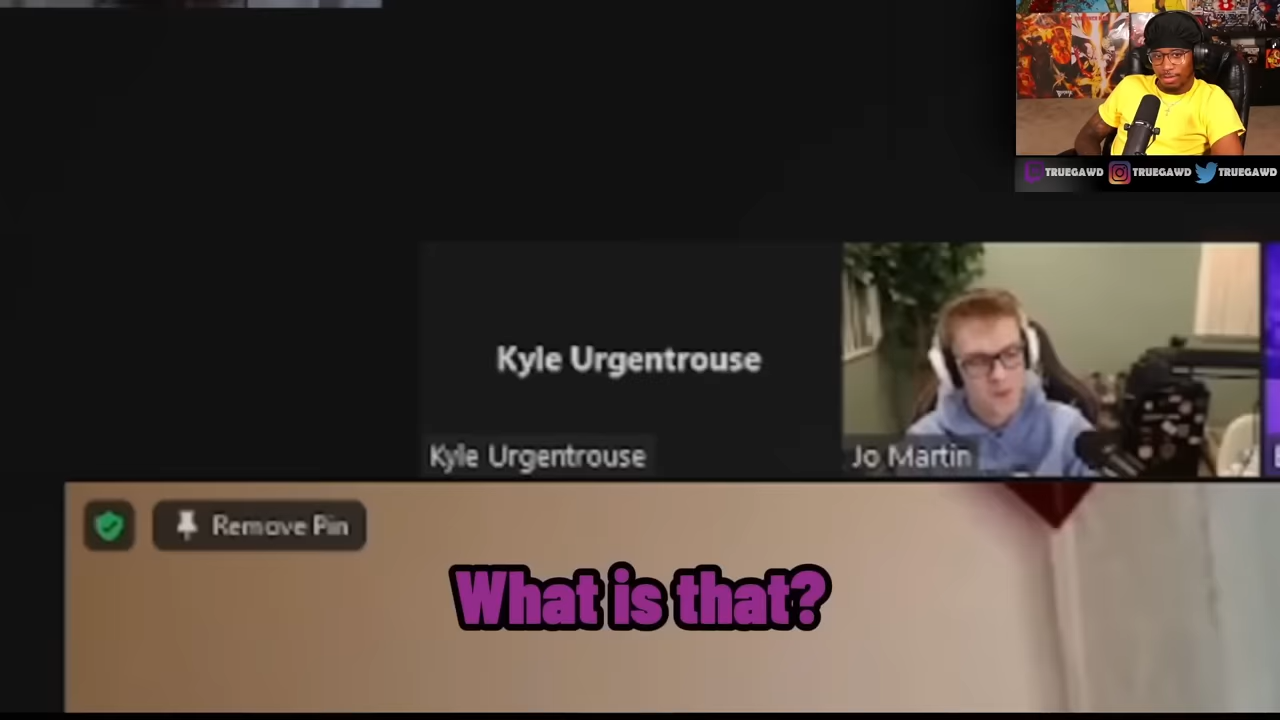 TRUEGAWD TRUEGAWD TRUEGAWD
Kyle Urgentrouse
Kyle Urgentrouse
Jo Martin
Remove Pin
What is that?